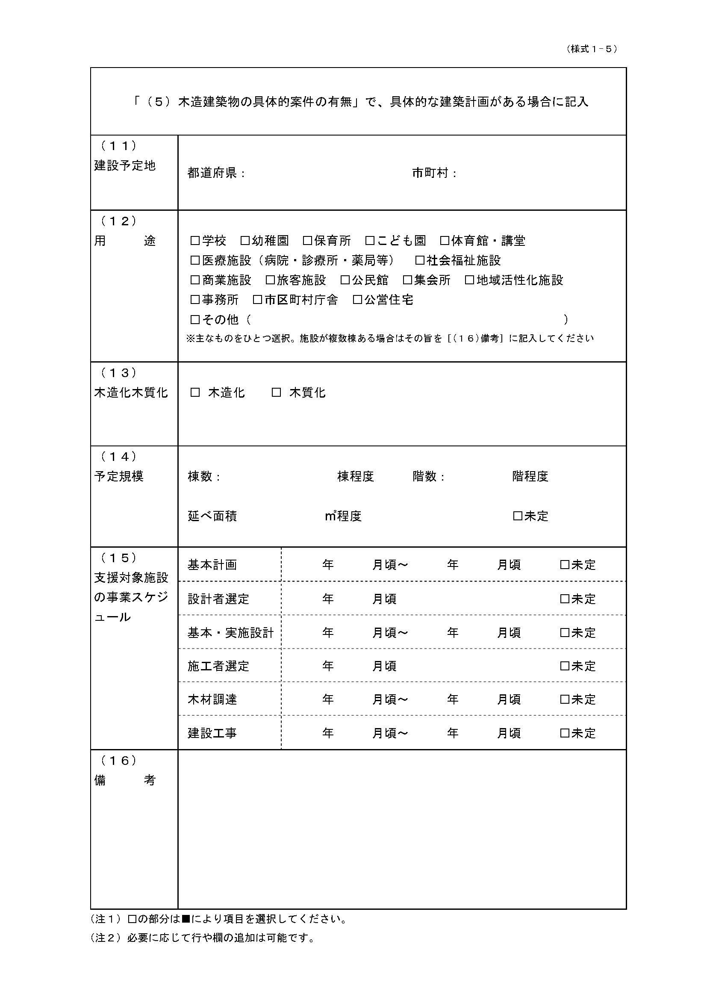 （様式１－５）
「（５）木造建築物の具体的案件の有無」で、具体的な建築計画がある場合に記入
（１１）
建設予定地
都道府県： 市町村：
（１２）
用　　　途
□学校　□幼稚園　□保育所　□こども園　□体育館・講堂
□医療施設（病院・診療所・薬局等）　□社会福祉施設
□商業施設　□旅客施設　□公民館　□集会所　□地域活性化施設
□事務所　□市区町村庁舎　□公営住宅
□その他（　　　　　　　　　　　　　　　　　　　　　　　　　）
※主なものをひとつ選択。施設が複数棟ある場合はその旨を［(１６)備考］に記入してください
（１３）
木造化木質化
□ 木造化　　□ 木質化
（１４）
予定規模
棟数：　　　　　　　　　棟程度　　　階数：　　　　　階程度
延べ面積　　　　　　　㎡程度　　　　　　　　　　　　□未定
（１５）
支援対象施設
の事業スケジ
ュール
基本計画　　　年　　　月頃～　　　年　　　月頃　　　□未定
設計者選定　　　年　　　月頃　　　□未定
基本・実施設計　　　年　　　月頃～　　　年　　　月頃　　　□未定
施工者選定　　　年　　　月頃　　　□未定
木材調達　　　年　　　月頃～　　　年　　　月頃　　　□未定
建設工事　　　年　　　月頃～　　　年　　　月頃　　　□未定
（１６）
備　　　考
（注１）□の部分は■により項目を選択してください。
（注２）必要に応じて行や欄の追加は可能です。